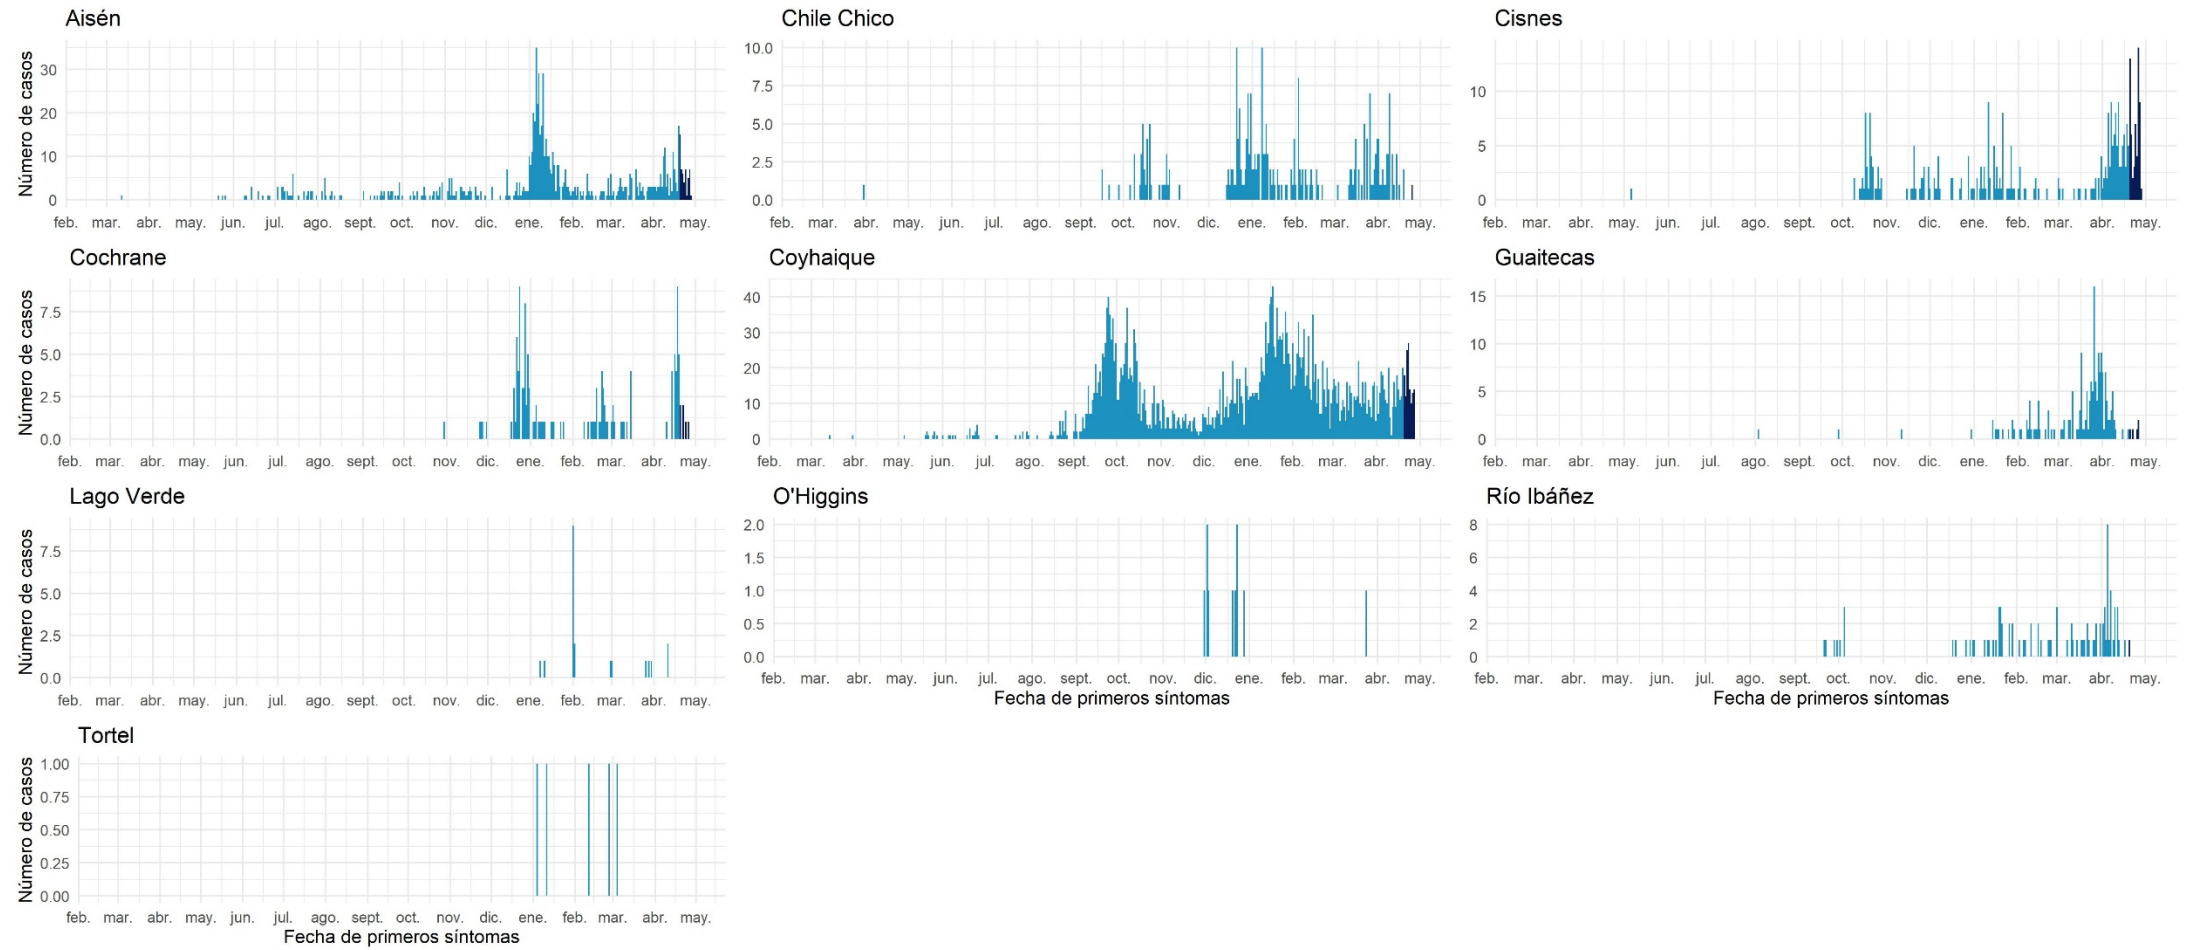 Aisén
Número de casos
30
20
10
0
feb. mar. abr. may. jun. jul. ago. sept. oct. nov. dic. ene. feb. mar. abr. may.
Chile Chico
10.0
7.5
5.0
2.5
0.0
feb. mar. abr. may. jun. jul. ago. sept. oct. nov. dic. ene. feb. mar. abr. may.
Cisnes
10
5
0
feb. mar. abr. may. jun. jul. ago. sept. oct. nov. dic. ene. feb. mar. abr. may.
Cochrane
Número de casos
7.5
5.0
2.5
0.0
feb. mar. abr. may. jun. jul. ago. sept. oct. nov. dic. ene. feb. mar. abr. may.
Coyhaique
40
30
20
10
0
feb. mar. abr. may. jun. jul. ago. sept. oct. nov. dic. ene. feb. mar. abr. may.
Guaitecas
15
10
5
0
feb. mar. abr. may. jun. jul. ago. sept. oct. nov. dic. ene. feb. mar. abr. may.
Lago Verde
Número de casos
7.5
5.0
2.5
0.0
feb. mar. abr. may. jun. jul. ago. sept. oct. nov. dic. ene. feb. mar. abr. may.
O'Higgins
2.0
1.5
1.0
0.5
0.0
feb. mar. abr. may. jun. jul. ago. sept. oct. nov. dic. ene. feb. mar. abr. may.
Fecha de primeros síntomas
Río Ibáñez
8
6
4
2
0
feb. mar. abr. may. jun. jul. ago. sept. oct. nov. dic. ene. feb. mar. abr. may.
Fecha de primeros síntomas
Tortel
Número de casos
1.00
0.75
0.50
0.25
0.00
feb. mar. abr. may. jun. jul. ago. sept. oct. nov. dic. ene. feb. mar. abr. may.
Fecha de primeros síntomas